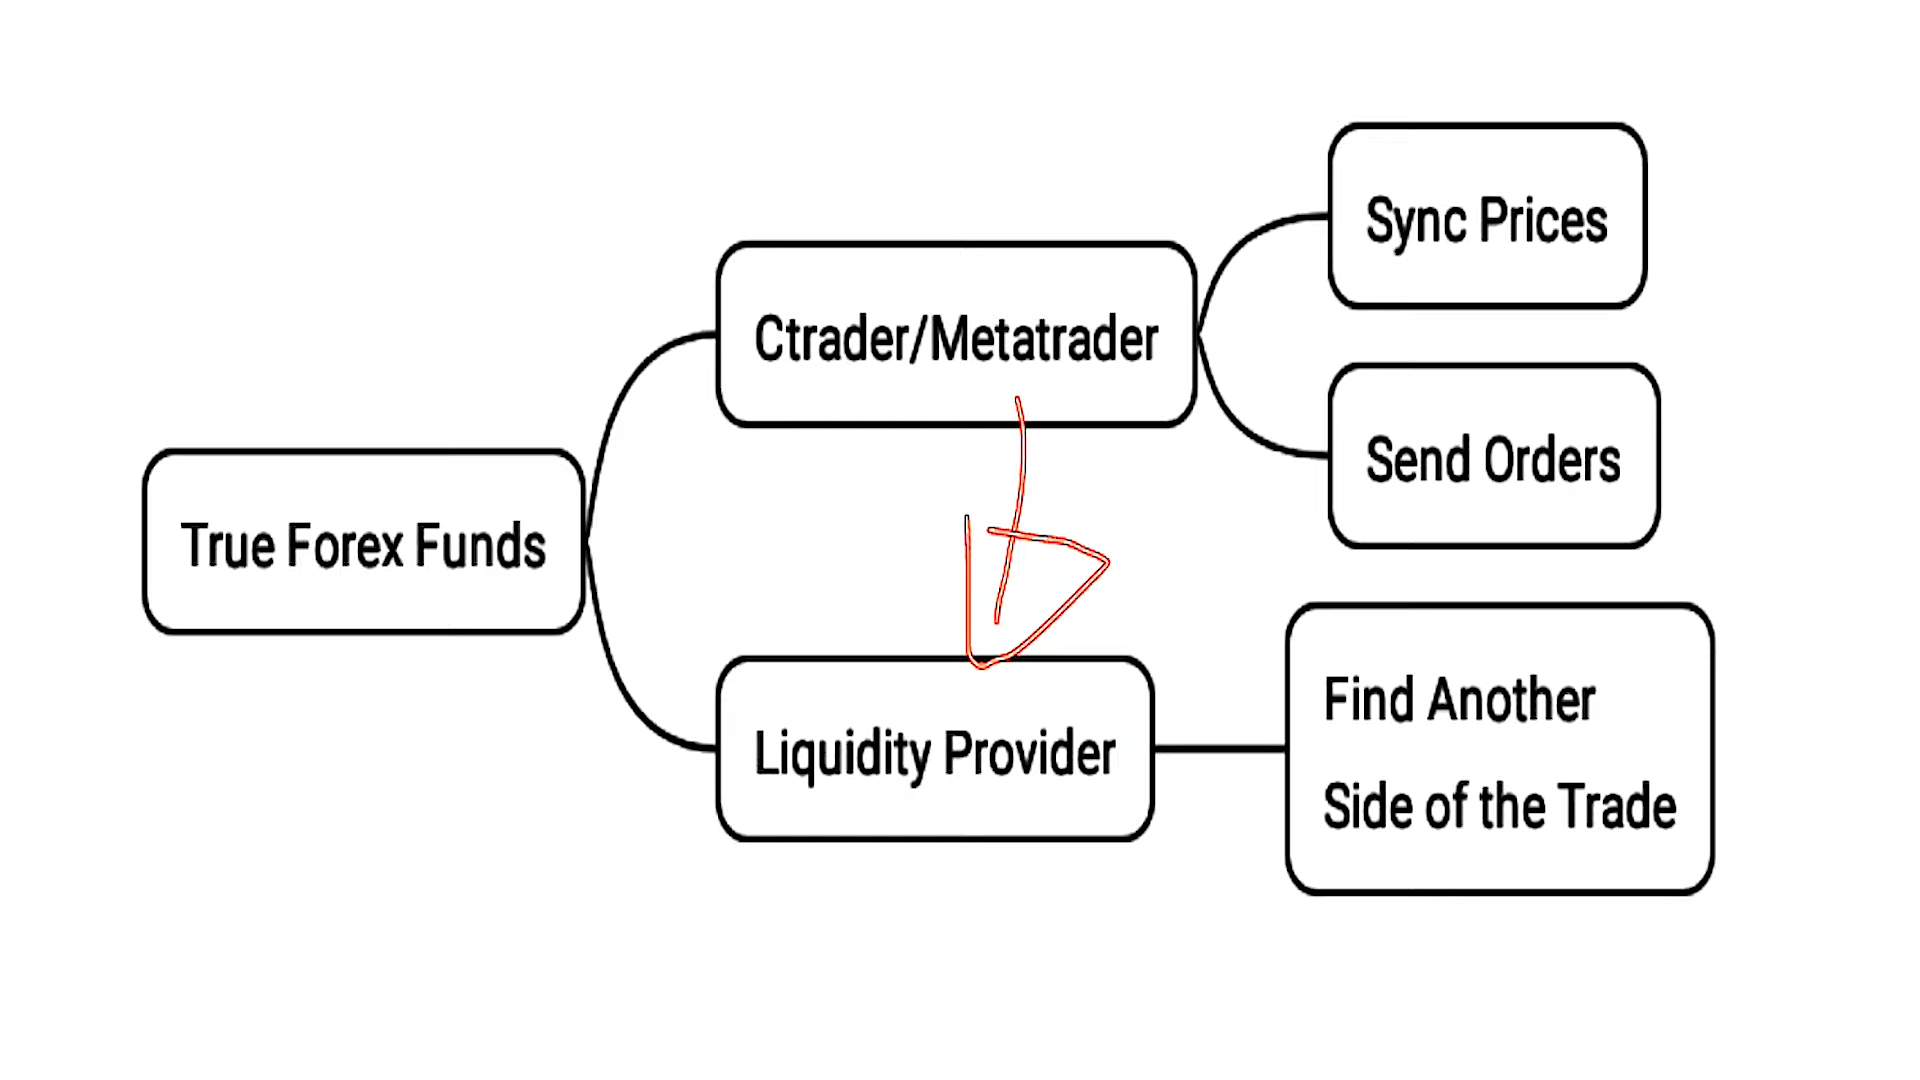 Sync Prices
Ctrader/Metatrader
Send Orders
True Forex Funds
Find Another
Side of the Trade
Liquidity Provider